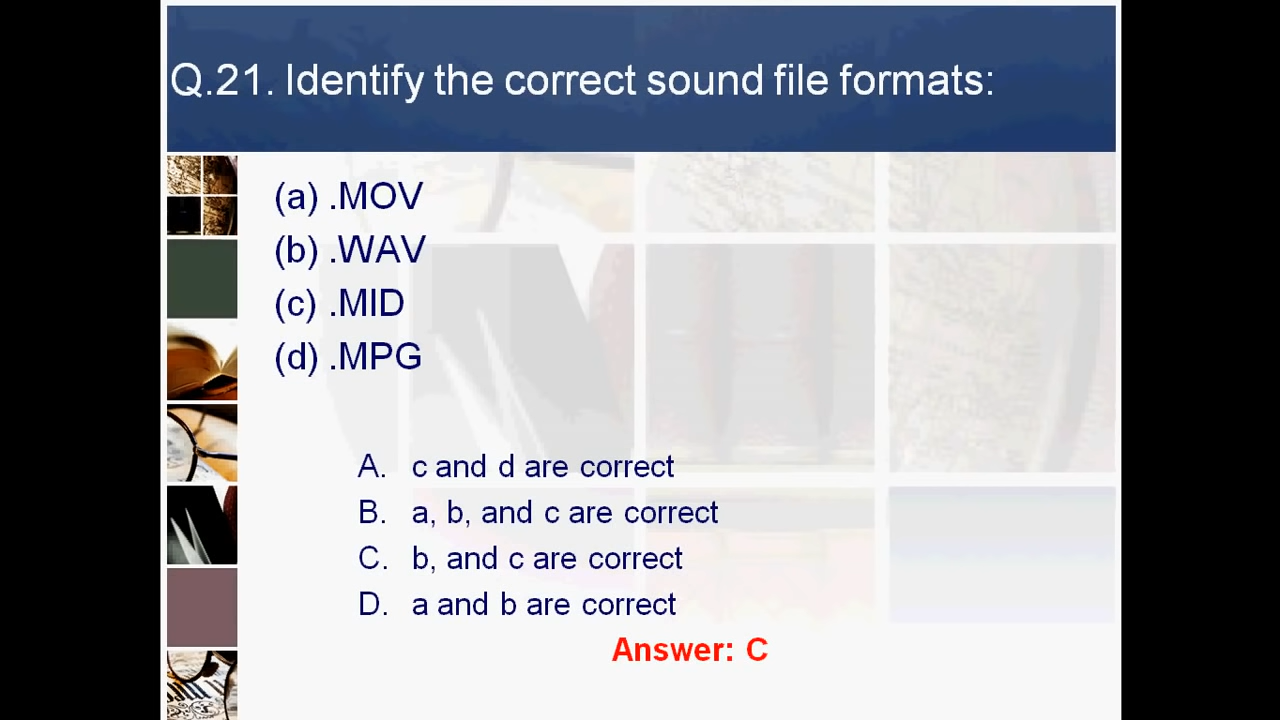 Q.21. Identify the correct sound file formats:
(a) .MOV
(b) .WAV
(c) .MID
(d) .MPG
A. c and d are correct
B. a, b, and c are correct
C. b, and c are correct
D. a and b are correct
Answer: C